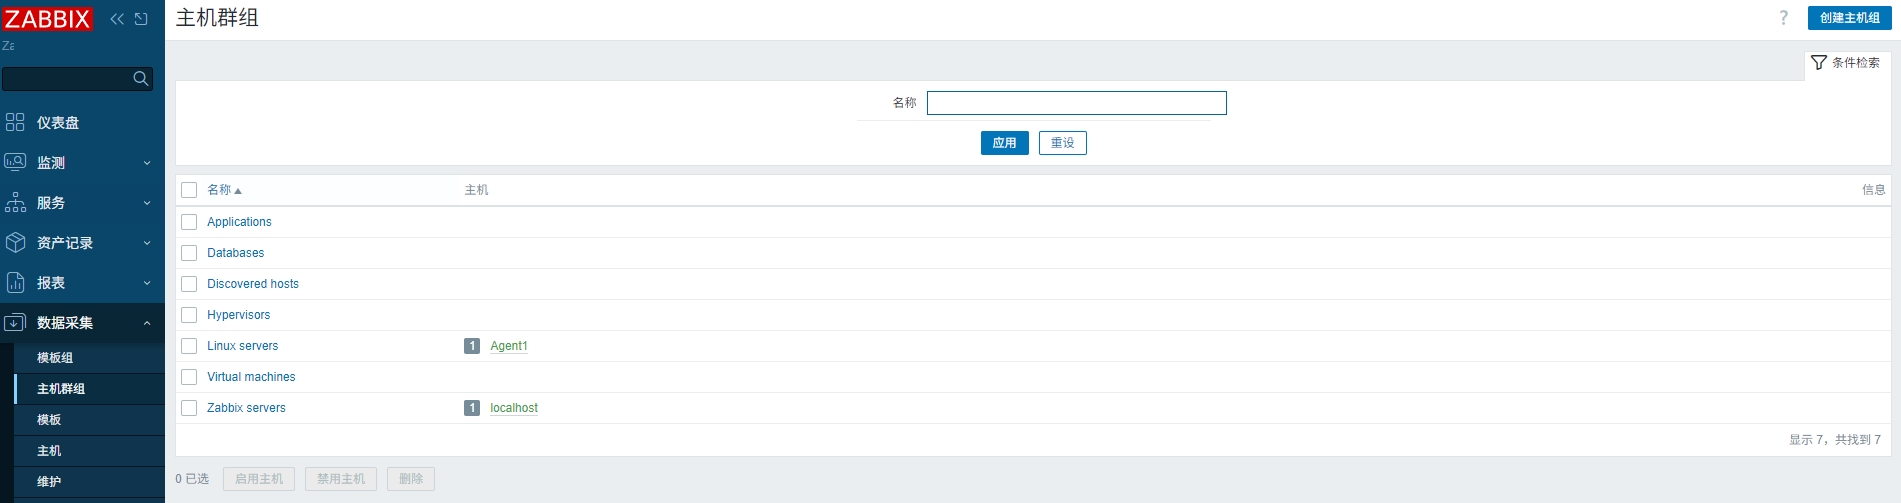 ZABBIX
Za
仪表盘
监测
服务
资产记录
报表
数据采集
模板组
主机群组
模板
主机
维护
主机群组
?
创建主机组
条件检索
名称
应用 重设
名称 主机 信息
Applications
Databases
Discovered hosts
Hypervisors
Linux servers 1 Agent1
Virtual machines
Zabbix servers 1 localhost
显示 7，共找到 7
0 已选 启用主机 禁用主机 删除